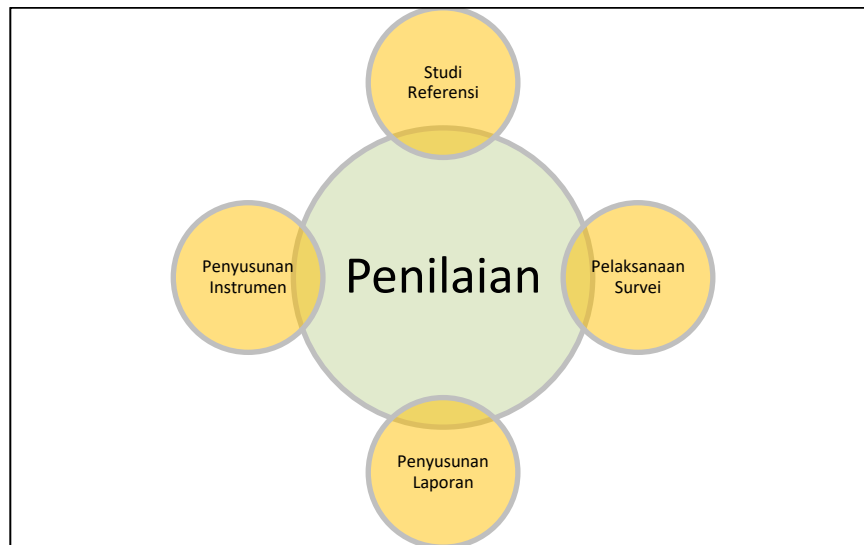 Studi
Referensi
Penyusunan
Instrumen
Penilaian
Pelaksanaan
Survei
Penyusunan
Laporan